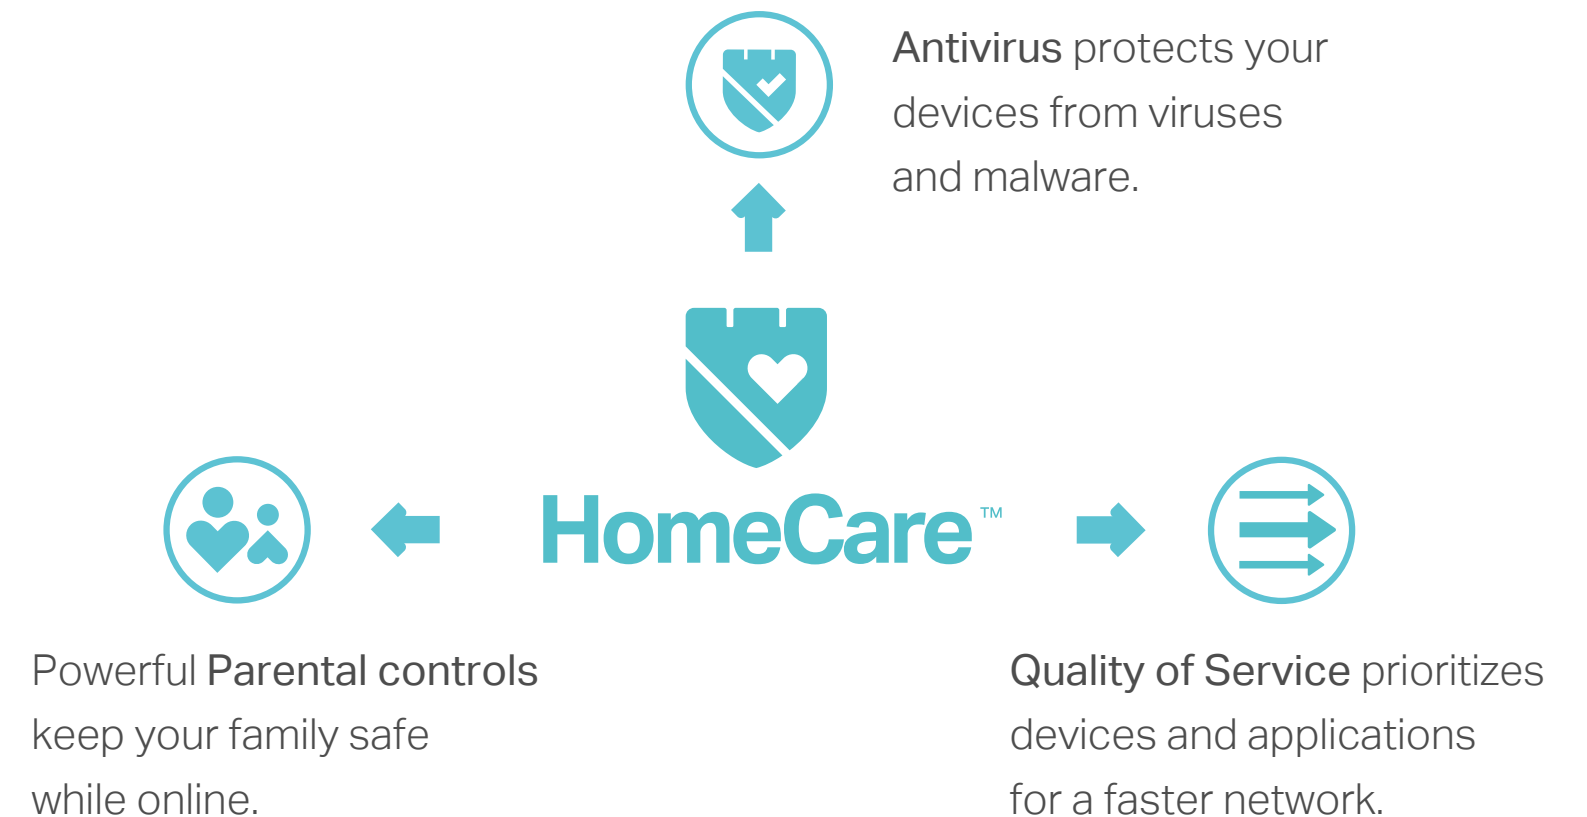 Antivirus protects your
devices from viruses
and malware.
HomeCare™
Powerful Parental controls
keep your family safe
while online.
Quality of Service prioritizes
devices and applications
for a faster network.